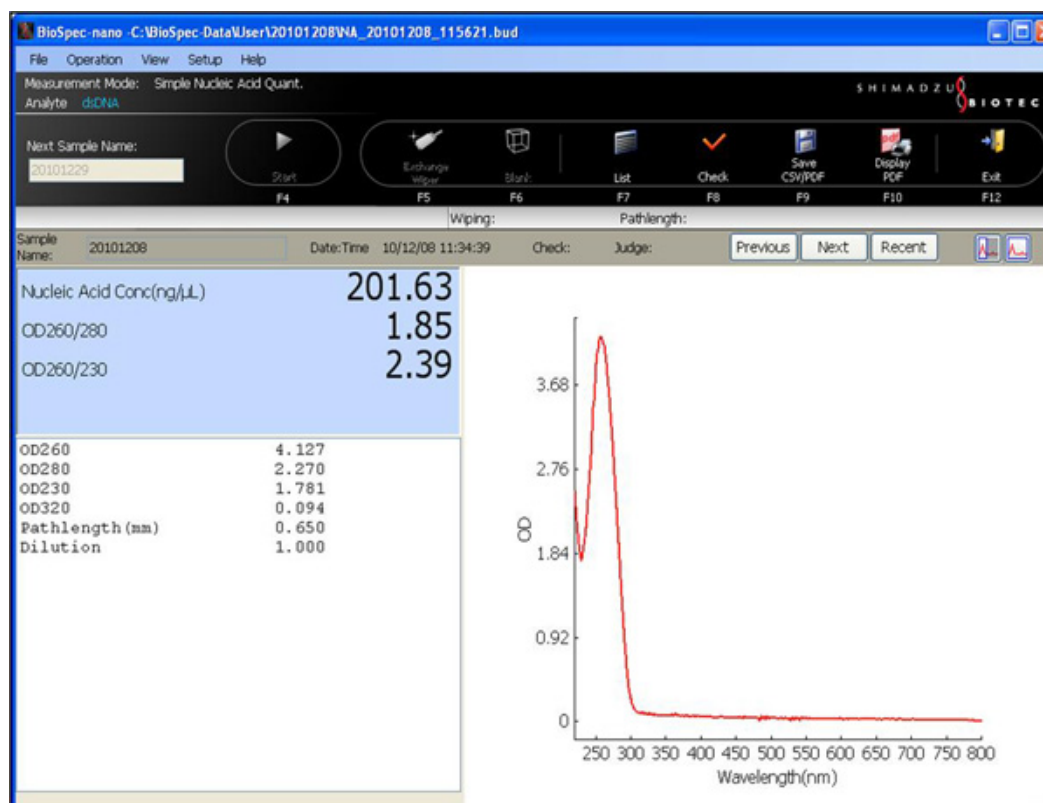 BioSpec-nano -C:\BioSpec-Data\User\20101208\NA_20101208_115621.bud
File Operation View Setup Help
Measurement Mode: Simple Nucleic Acid Quant.
Analyte dsDNA
SHIMADZU
BIOTEC
Next Sample Name:
20101229
Start
F4
Exchange Wiper
F5
Blank
F6
List
F7
Check
F8
Save CSV/PDF
F9
Display PDF
F10
Exit
F12
Wiping: Pathlength:
Sample Name: 20101208 Date:Time 10/12/08 11:34:39 Check: Judge: Previous Next Recent
Nucleic Acid Conc(ng/µL) 201.63
OD260/280 1.85
OD260/230 2.39
OD260 4.127
OD280 2.270
OD230 1.781
OD320 0.094
Pathlength(mm) 0.650
Dilution 1.000
3.68
2.76
1.84
0.92
0
OD
250 300 350 400 450 500 550 600 650 700 750 800
Wavelength(nm)